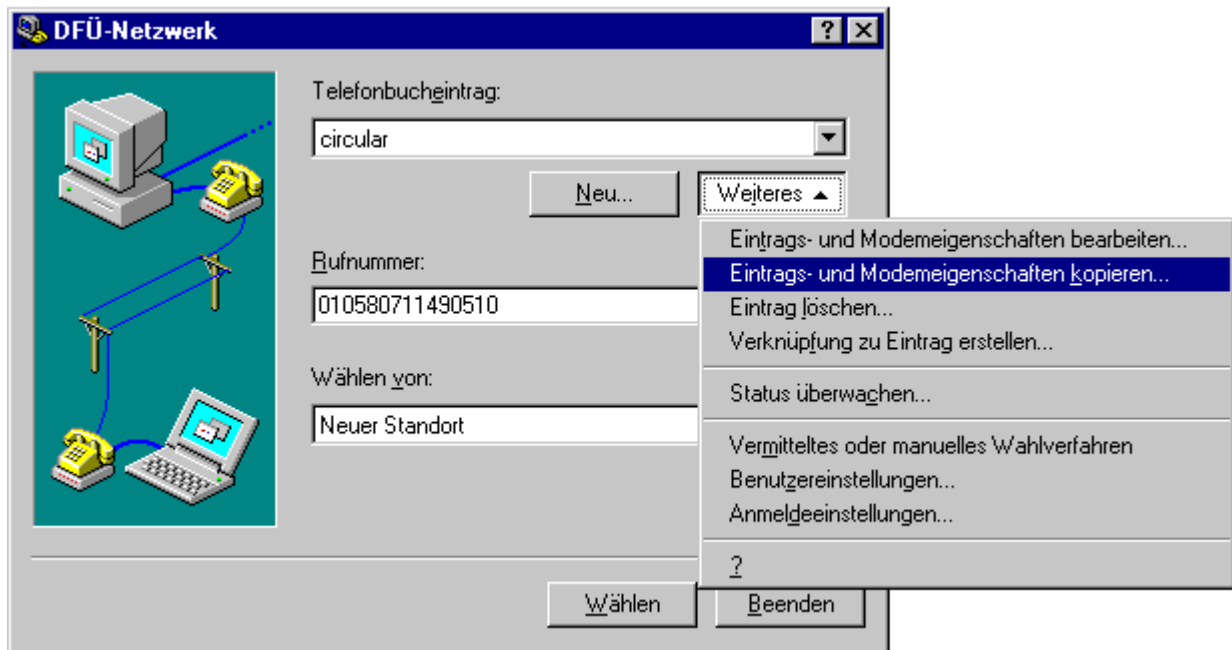 DFÜ-Netzwerk
Telefonbucheintrag:
circular
Neu...
Weiteres
Eintrags- und Modemeigenschaften bearbeiten...
Eintrags- und Modemeigenschaften kopieren...
Eintrag löschen...
Verknüpfung zu Eintrag erstellen...
Status überwachen...
Vermitteltes oder manuelles Wahlverfahren
Benutzereinstellungen...
Anmeldeeinstellungen...
?
Rufnummer:
010580711490510
Wählen von:
Neuer Standort
Wählen
Beenden